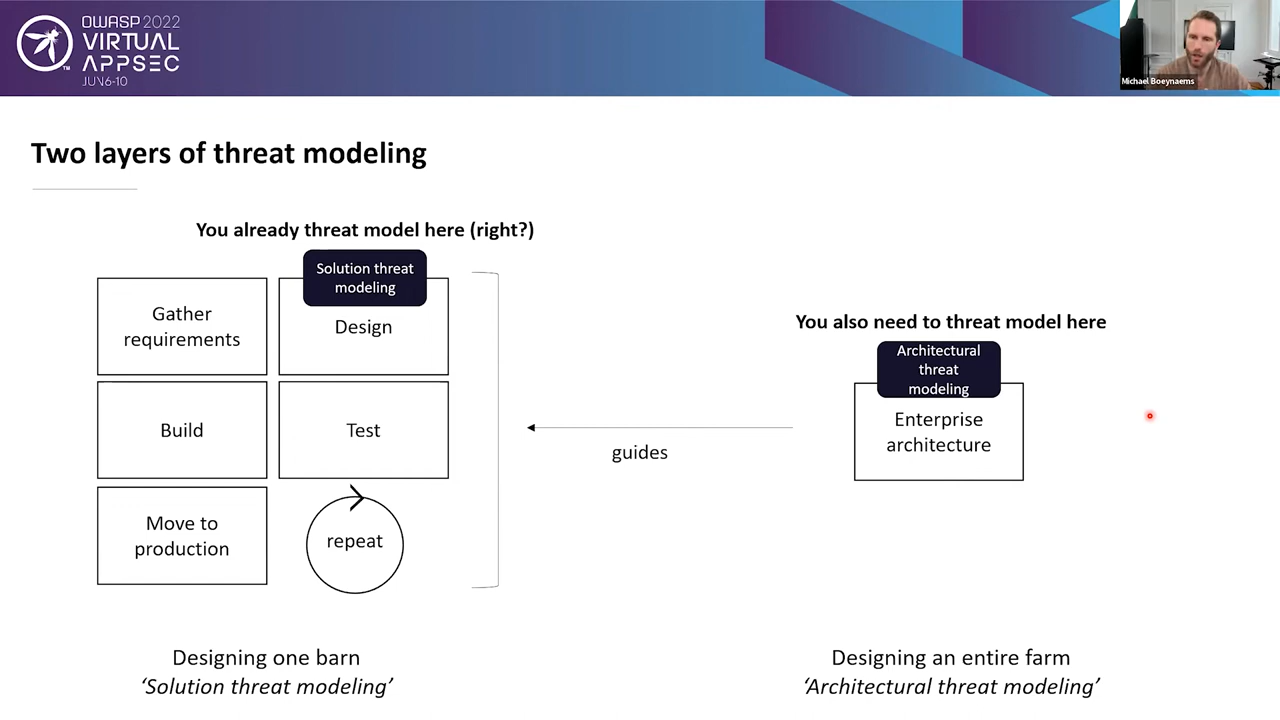 OWASP 2022
VIRTUAL
APPSEC
JUN 6-10
TM
Michael Boeynaems
Two layers of threat modeling
You already threat model here (right?)
Solution threat
modeling
Gather
requirements
Design
Build
Test
Move to
production
repeat
guides
You also need to threat model here
Architectural
threat
modeling
Enterprise
architecture
Designing one barn
‘Solution threat modeling’
Designing an entire farm
‘Architectural threat modeling’